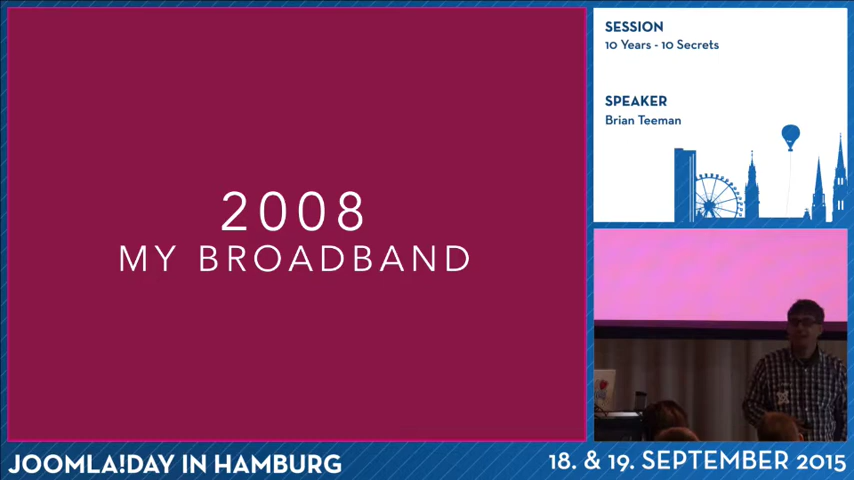 2008
MY BROADBAND
SESSION
10 Years - 10 Secrets
SPEAKER
Brian Teeman
JOOMLA!DAY IN HAMBURG
18. & 19. SEPTEMBER 2015